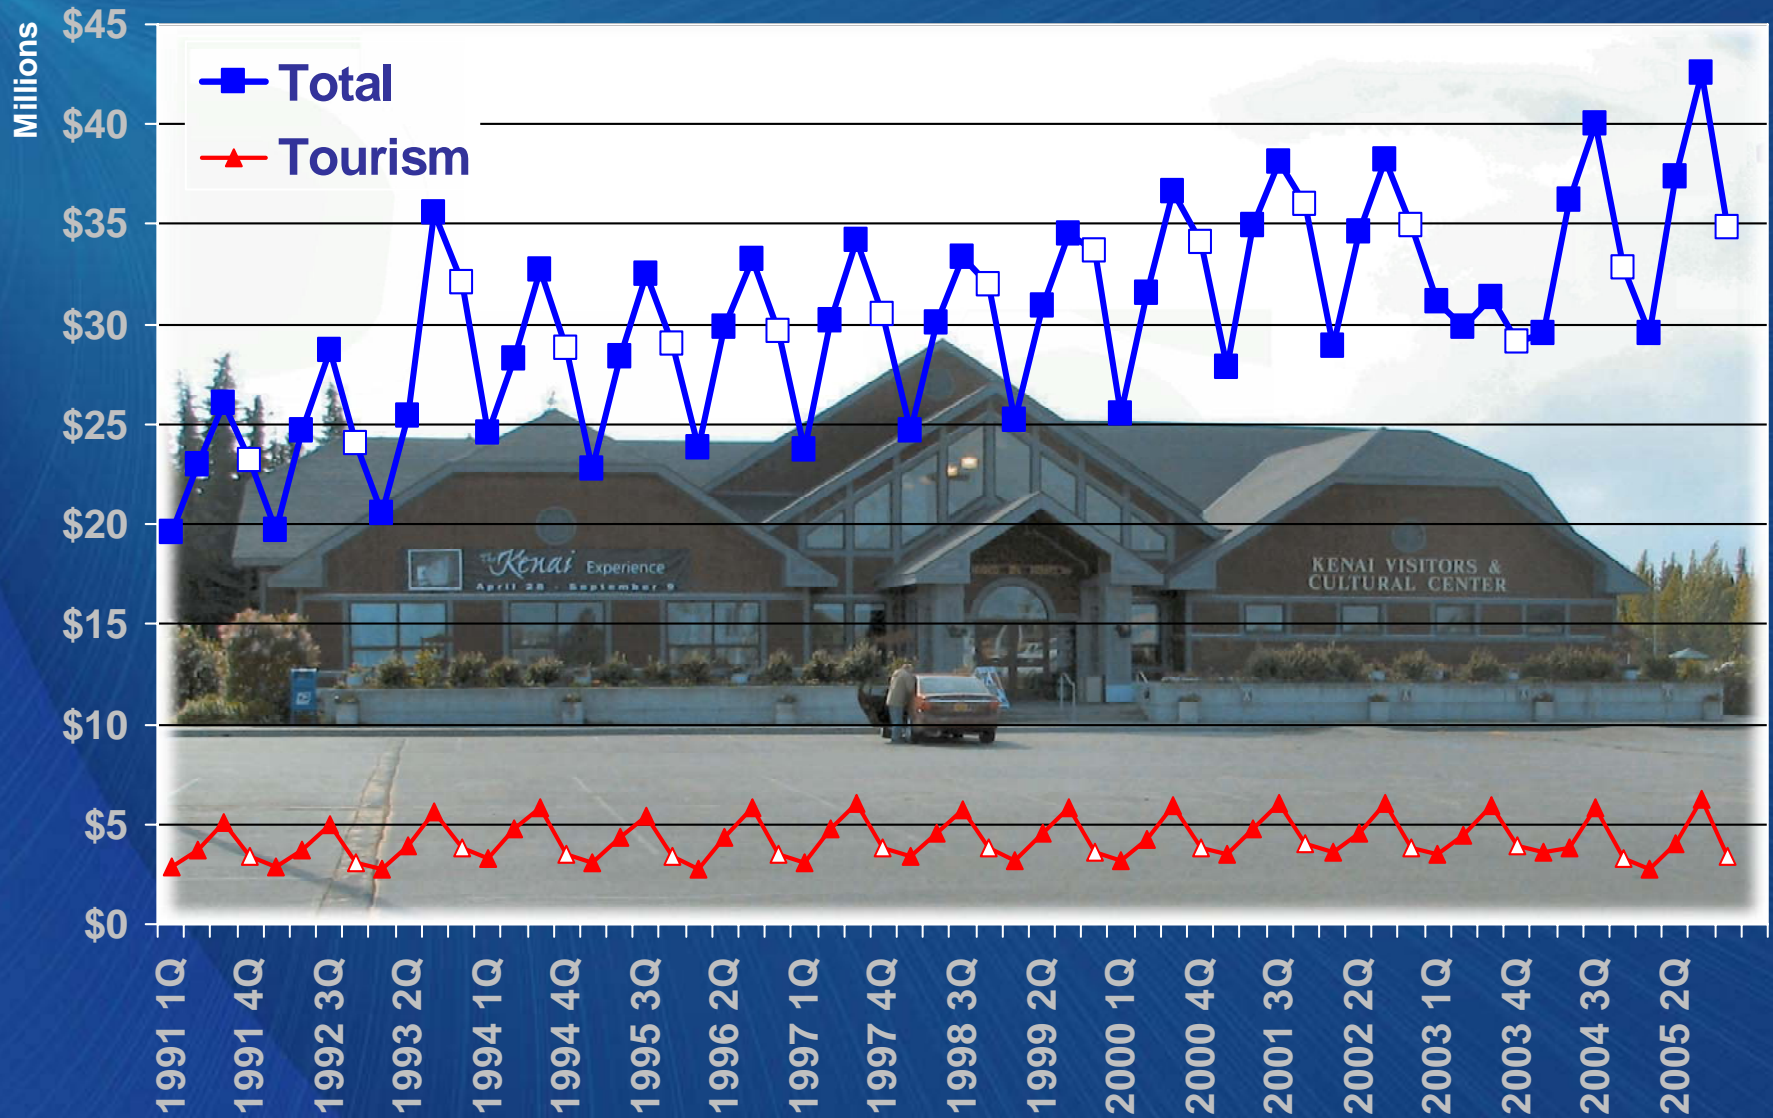 Millions
$45
$40
$35
$30
$25
$20
$15
$10
$5
$0
Total
Tourism
The Kenai Experience
April 28 - September 9
KENAI VISITORS &
CULTURAL CENTER
1991 1Q
1991 4Q
1992 3Q
1993 2Q
1994 1Q
1994 4Q
1995 3Q
1996 2Q
1997 1Q
1997 4Q
1998 3Q
1999 2Q
2000 1Q
2000 4Q
2001 3Q
2002 2Q
2003 1Q
2003 4Q
2004 3Q
2005 2Q